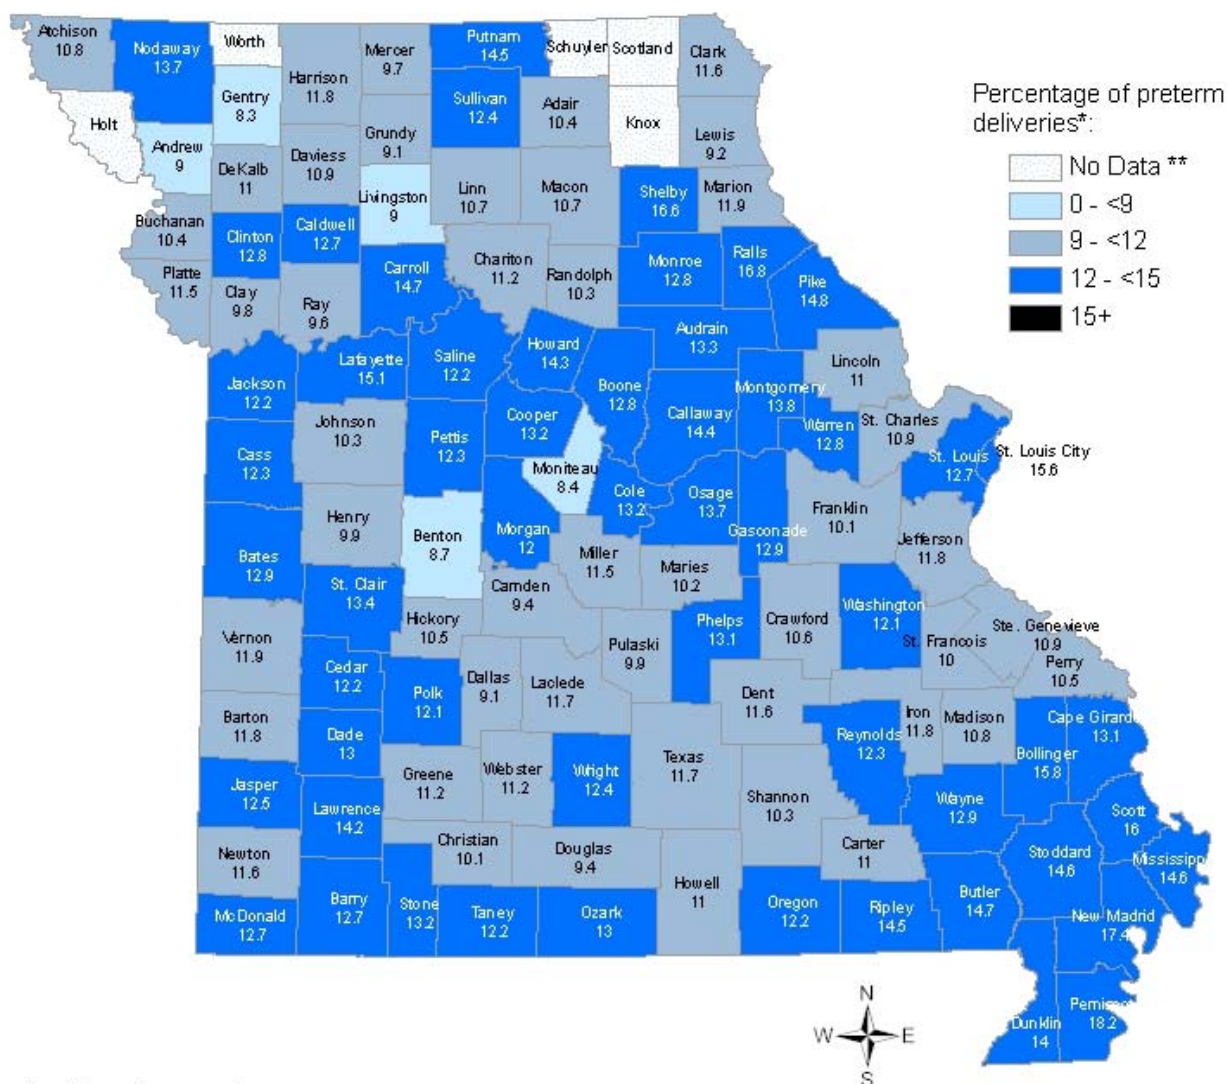 Atchison
10.8
Nodaway
13.7
Worth
Harrison
11.8
Mercer
9.7
Putnam
14.5
Schuyler
Scotland
Clark
11.6
Percentage of preterm
deliveries*:
No Data **
0 - <9
9 - <12
12 - <15
15+
Holt
Gentry
8.3
Andrew
9
DeKalb
11
Daviess
10.9
Grundy
9.1
Sullivan
12.4
Adair
10.4
Knox
Lewis
9.2
Buchanan
10.4
Clinton
12.8
Caldwell
12.7
Livingston
9
Linn
10.7
Macon
10.7
Shelby
16.6
Marion
11.9
Platte
11.5
Clay
9.8
Ray
9.6
Carroll
14.7
Chariton
11.2
Randolph
10.3
Monroe
12.8
Ralls
16.8
Pike
14.8
Jackson
12.2
Lafayette
15.1
Saline
12.2
Howard
14.3
Boone
12.8
Audrain
13.3
Lincoln
11
Johnson
10.3
Pettis
12.3
Cooper
13.2
Callaway
14.4
Montgomery
13.8
Warren
12.8
St. Charles
10.9
St. Louis
12.7
St. Louis City
15.6
Cass
12.3
Moniteau
8.4
Cole
13.2
Osage
13.7
Gasconade
12.9
Franklin
10.1
Jefferson
11.8
Henry
9.9
Benton
8.7
Morgan
12
Bates
12.9
Miller
11.5
Maries
10.2
St. Clair
13.4
Camden
9.4
Hickory
10.5
Phelps
13.1
Crawford
10.6
Washington
12.1
St. Francois
10
Ste. Genevieve
10.9
Perry
10.5
Vernon
11.9
Cedar
12.2
Polk
12.1
Dallas
9.1
Laclede
11.7
Pulaski
9.9
Dent
11.6
Iron
11.8
Madison
10.8
Cape Girard
13.1
Bollinger
15.8
Barton
11.8
Dade
13
Reynolds
12.3
Greene
11.2
Webster
11.2
Wright
12.4
Texas
11.7
Jasper
12.5
Lawrence
14.2
Shannon
10.3
Wayne
12.9
Scott
16
Christian
10.1
Douglas
9.4
Carter
11
Stoddard
14.6
Mississipp
14.6
Newton
11.6
Howell
11
McDonald
12.7
Barry
12.7
Stone
13.2
Taney
12.2
Ozark
13
Oregon
12.2
Ripley
14.5
Butler
14.7
New Madrid
17.4
Dunklin
14
18.2
N
W
E
S